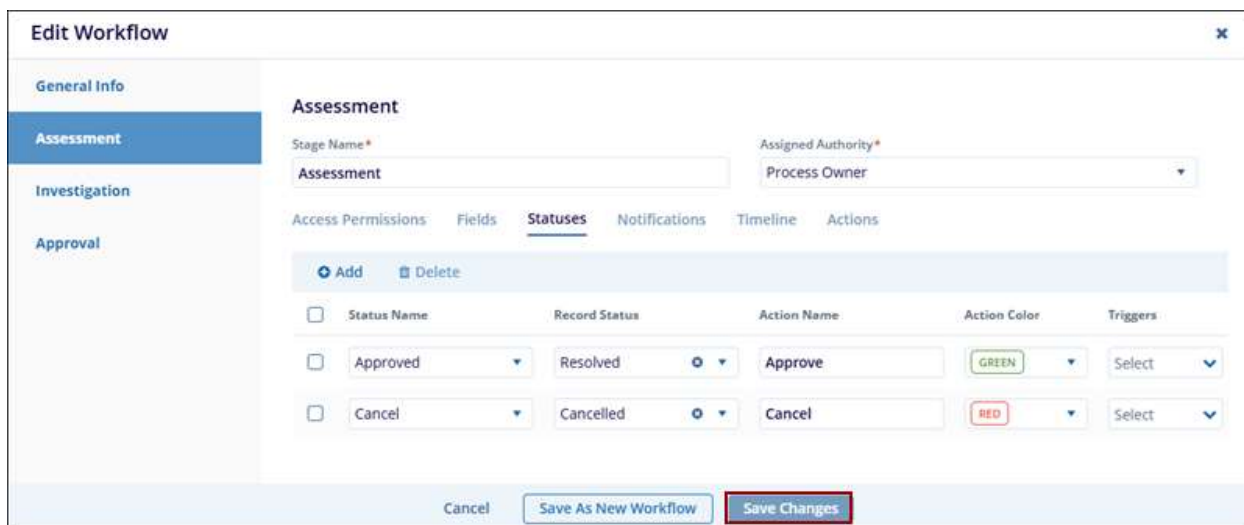 Edit Workflow
General Info
Assessment
Investigation
Approval
Assessment
Stage Name* Assigned Authority*
Assessment Process Owner
Access Permissions Fields Statuses Notifications Timeline Actions
Add Delete
Status Name Record Status Action Name Action Color Triggers
Approved Resolved Approve GREEN Select
Cancel Cancelled Cancel RED Select
Cancel Save As New Workflow Save Changes